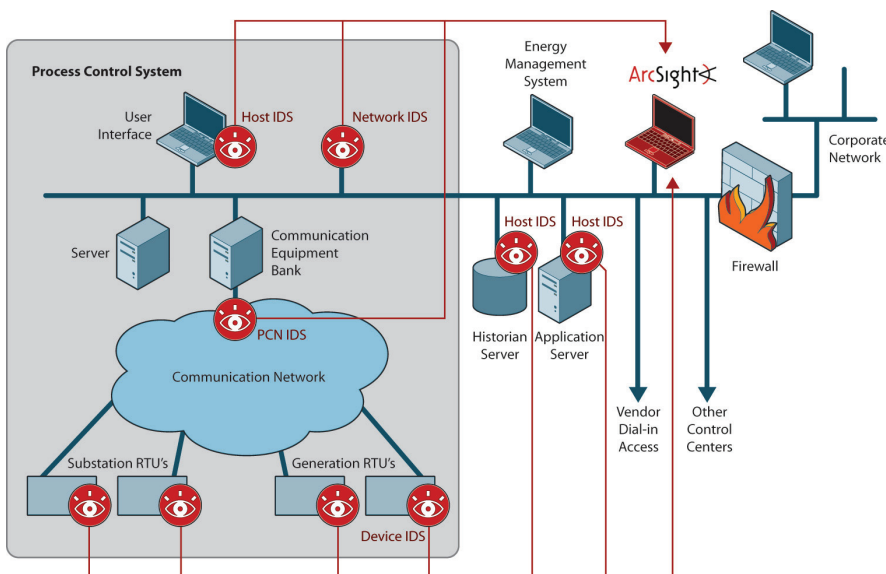 Process Control System
User
Interface
Host IDS
Network IDS
Energy
Management
System
ArcSight
Corporate
Network
Server
Communication
Equipment
Bank
Host IDS
Host IDS
Firewall
PCN IDS
Historian
Server
Application
Server
Communication Network
Vendor
Dial-in
Access
Other
Control
Centers
Substation RTU's
Generation RTU's
Device IDS